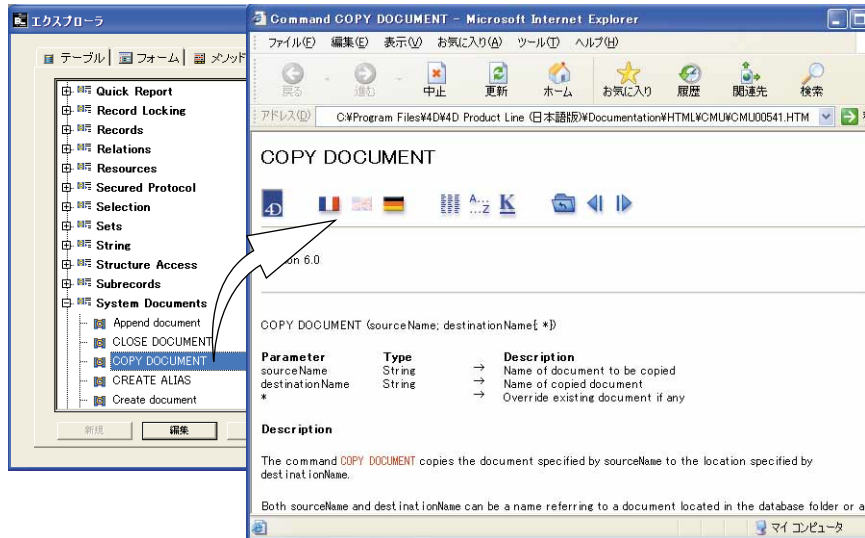 エクスプローラ
テーブル フォーム メソッド
Quick Report
Record Locking
Records
Relations
Resources
Secured Protocol
Selection
Sets
String
Structure Access
Subrecords
System Documents
Append document
CLOSE DOCUMENT
COPY DOCUMENT
CREATE ALIAS
Create document
新規 編集
Command COPY DOCUMENT - Microsoft Internet Explorer
ファイル(F) 編集(E) 表示(V) お気に入り(A) ツール(T) ヘルプ(H)
戻る 進む 中止 更新 ホーム お気に入り 履歴 関連先 検索
アドレス(D) C:¥Program Files¥4D¥4D Product Line (日本語版)¥Documentation¥HTML¥CMU¥CMU00541.HTM
COPY DOCUMENT
4D A... ...Z K
on 6.0
COPY DOCUMENT (sourceName; destinationName{; *})
Parameter Type Description
sourceName String → Name of document to be copied
destinationName String → Name of copied document
* → Override existing document if any
Description
The command COPY DOCUMENT copies the document specified by sourceName to the location specified by
destinationName.
Both sourceName and destinationName can be a name referring to a document located in the database folder or a
マイ コンピュータ